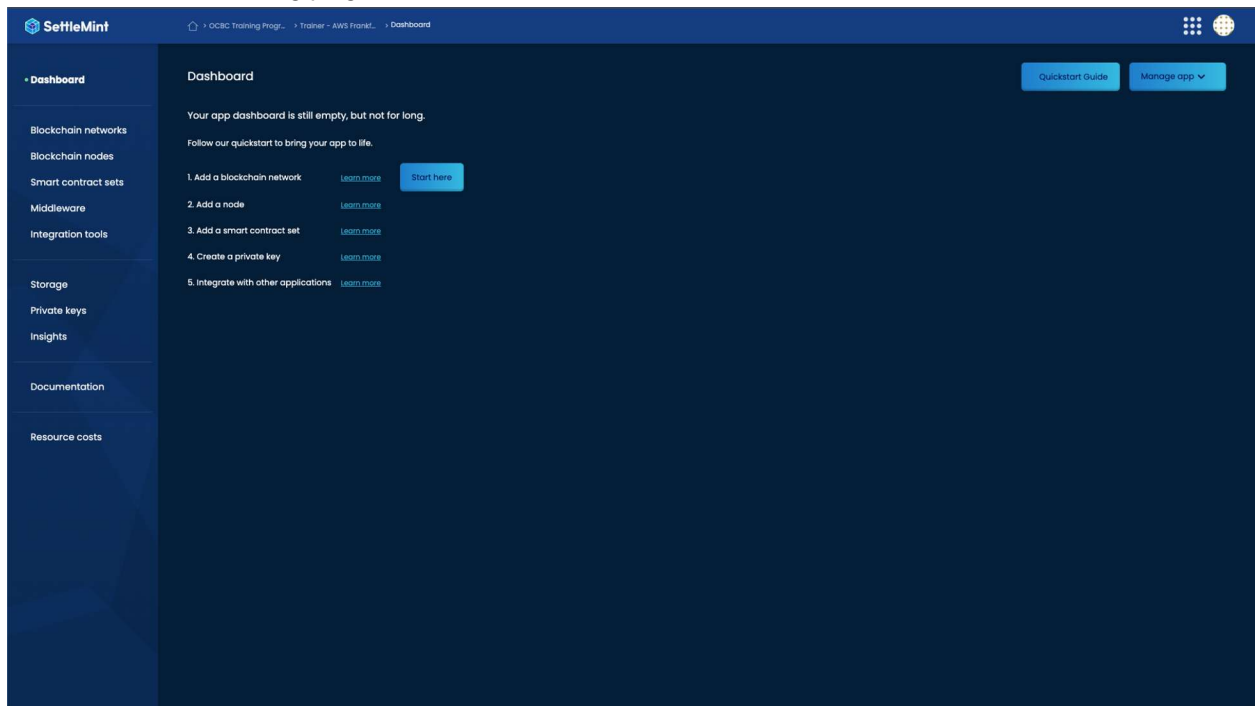 SettleMint
> OCBC Training Progr... > Trainer - AWS Frankf... > Dashboard
Dashboard
Blockchain networks
Blockchain nodes
Smart contract sets
Middleware
Integration tools
Storage
Private keys
Insights
Documentation
Resource costs
Dashboard
Quickstart Guide
Manage app
Your app dashboard is still empty, but not for long.
Follow our quickstart to bring your app to life.
1. Add a blockchain network Learn more Start here
2. Add a node Learn more
3. Add a smart contract set Learn more
4. Create a private key Learn more
5. Integrate with other applications Learn more